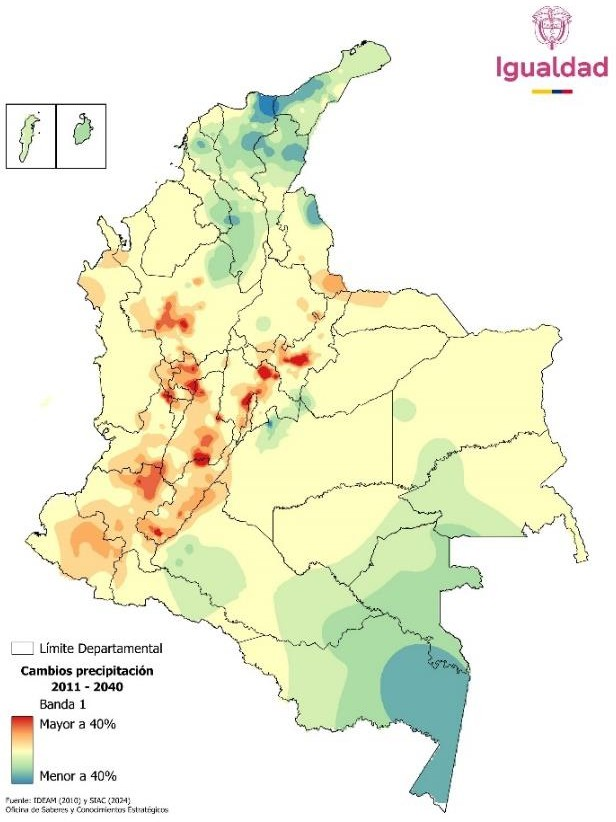 Igualdad
Límite Departamental
Cambios precipitación
2011 - 2040
Banda 1
Mayor a 40%
Menor a 40%
Fuente: IDEAM (2010) y SIAC (2024)
Oficina de Saberes y Conocimientos Estratégicos